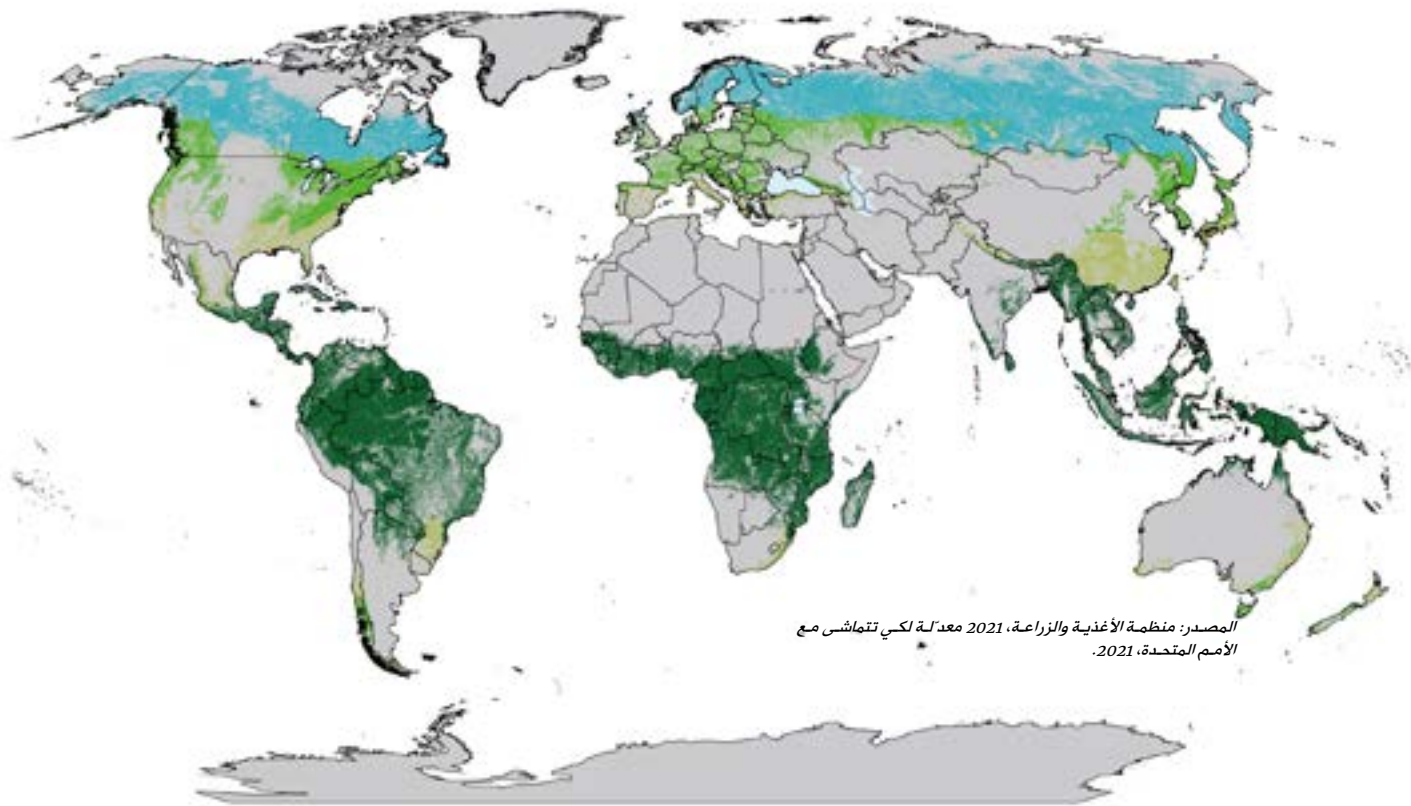 المصدر: منظمة الأغذية والزراعة، 2021 معدّلة لكي تتماشى مع
الأمم المتحدة، 2021.